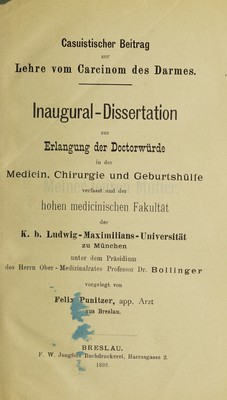 Casuistischer Beitrag
zur
Lehre vom Carcinom des Darmes.
Inaugural-Dissertation
zur
Erlangung der Doctorwürde
in der
Medicin, Chirurgie und Geburtshülfe
verfasst und der
hohen medicinischen Fakultät
der
K. b. Ludwig-Maximilians-Universität
zu München
unter dem Präsidium
des Herrn Ober-Medizinalrates Professor Dr. Bollinger
vorgelegt von
Felix Punitzer, app. Arzt
aus Breslau.
BRESLAU.
F. W. Jungfer's Buchdruckerei, Harrasgasse 2.